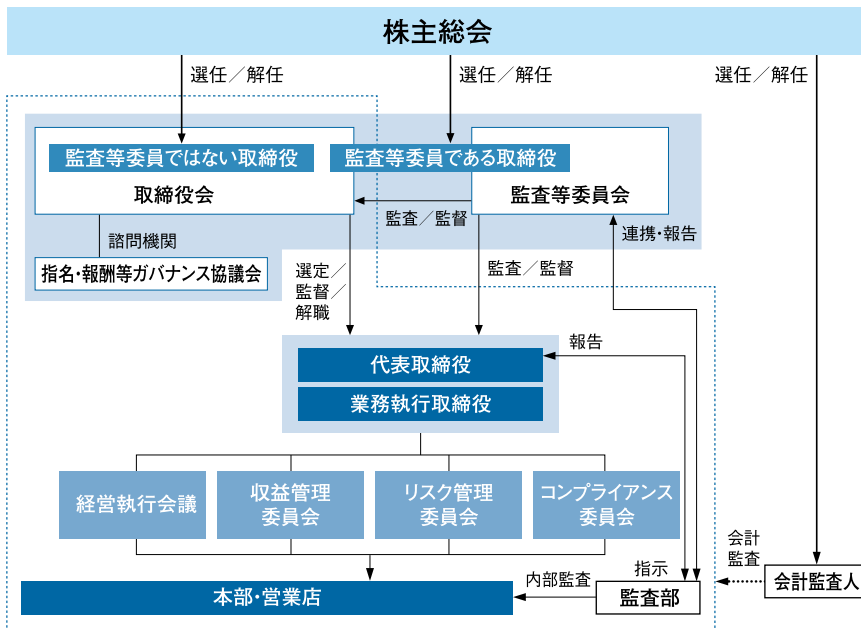 株主総会
選任／解任
選任／解任
選任／解任
監査等委員ではない取締役
監査等委員である取締役
取締役会
監査等委員会
監査／監督
諮問機関
連携・報告
指名・報酬等ガバナンス協議会
選定／
監督／
解職
監査／監督
報告
代表取締役
業務執行取締役
経営執行会議
収益管理
委員会
リスク管理
委員会
コンプライアンス
委員会
会計
監査
指示
内部監査
本部・営業店
監査部
会計監査人